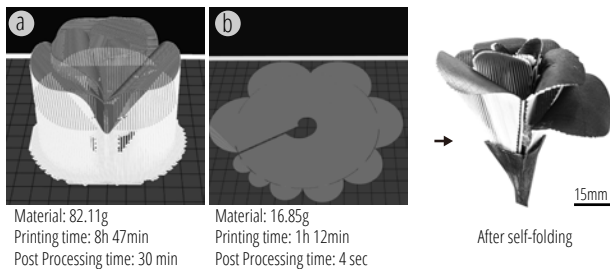 a
b
15mm
Material: 82.11g
Printing time: 8h 47min
Post Processing time: 30 min
Material: 16.85g
Printing time: 1h 12min
Post Processing time: 4 sec
After self-folding